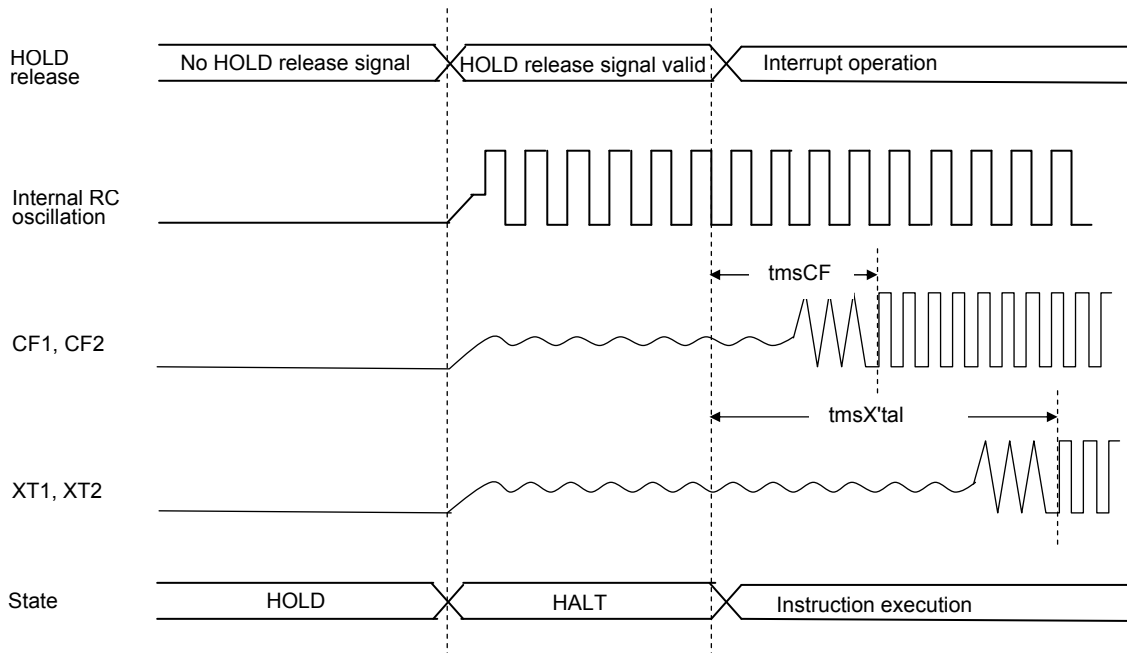 HOLD
release
No HOLD release signal
HOLD release signal valid
Interrupt operation
Internal RC
oscillation
tmsCF
CF1, CF2
tmsX'tal
XT1, XT2
State
HOLD
HALT
Instruction execution